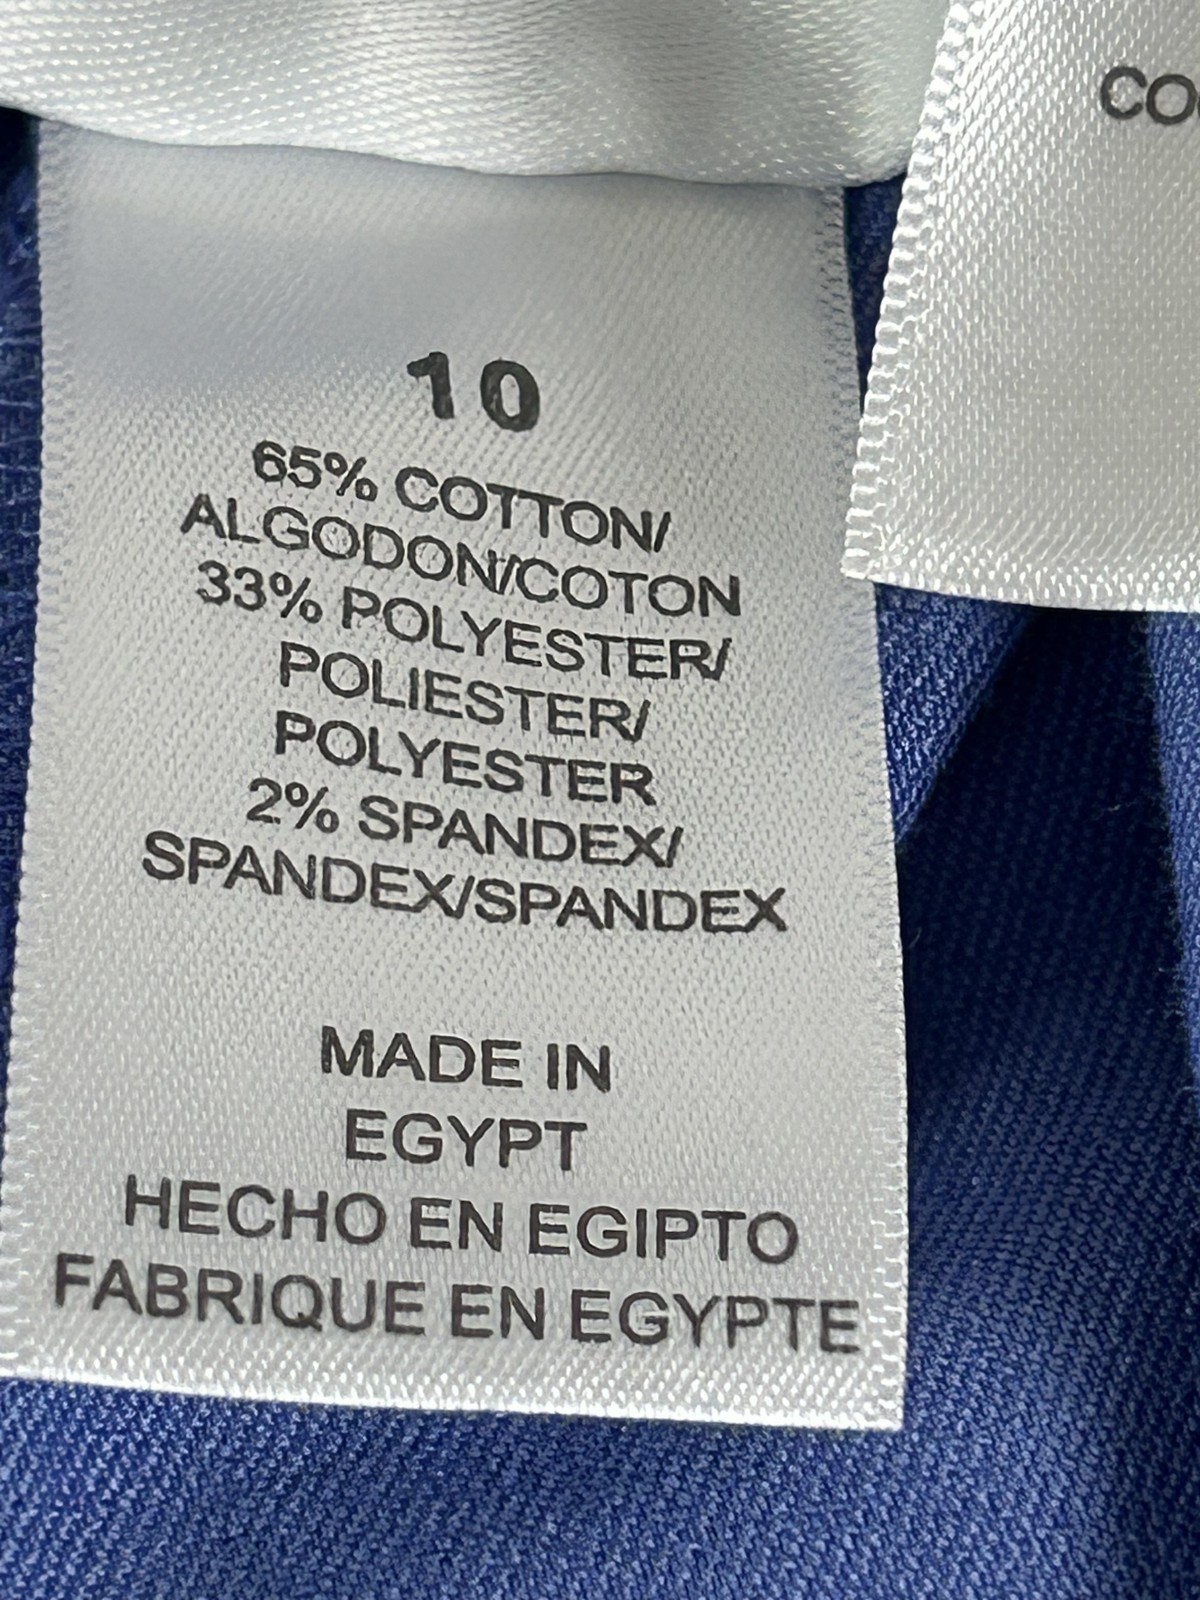 10
65% COTTON/
ALGODON/COTON
33% POLYESTER/
POLIESTER/
POLYESTER
2% SPANDEX/
SPANDEX/SPANDEX
MADE IN
EGYPT
HECHO EN EGIPTO
FABRIQUE EN EGYPTE